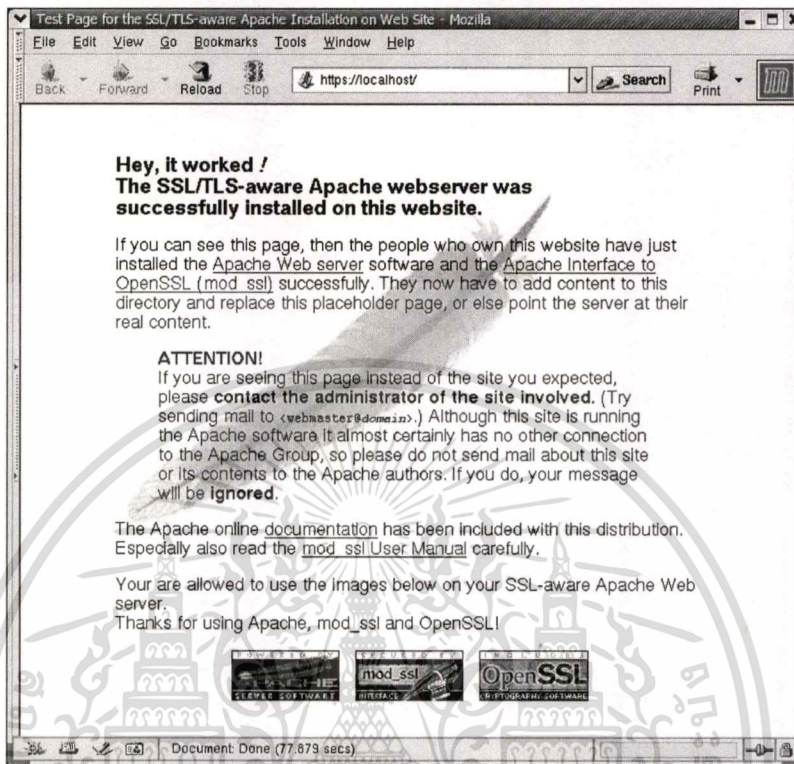 Test Page for the SSL/TLS-aware Apache Installation on Web Site - Mozilla
File Edit View Go Bookmarks Tools Window Help
Back Forward Reload Stop https://localhost/ Search Print
Hey, it worked !
The SSL/TLS-aware Apache webserver was
successfully installed on this website.
If you can see this page, then the people who own this website have just
installed the Apache Web server software and the Apache Interface to
OpenSSL (mod_ssl) successfully. They now have to add content to this
directory and replace this placeholder page, or else point the server at their
real content.
ATTENTION!
If you are seeing this page instead of the site you expected,
please contact the administrator of the site involved. (Try
sending mail to <webmaster@domain>.) Although this site is running
the Apache software it almost certainly has no other connection
to the Apache Group, so please do not send mail about this site
or its contents to the Apache authors. If you do, your message
will be ignored.
The Apache online documentation has been included with this distribution.
Especially also read the mod_ssl User Manual carefully.
Your are allowed to use the images below on your SSL-aware Apache Web
server.
Thanks for using Apache, mod_ssl and OpenSSL!
POWERED BY SECURED BY INCLUDING
APACHE mod_ssl OpenSSL
SERVER SOFTWARE INTERFACE CRYPTOGRAPHY SOFTWARE
Document: Done (77.879 secs)